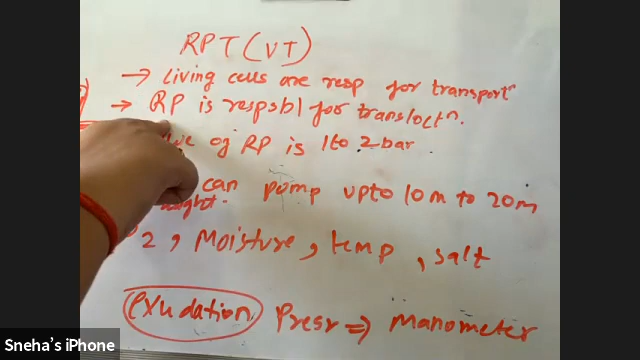 RPT (VT)
→ Living cells are resp for transportⁿ
→ RP is respsbl for transloctⁿ.
of RP is 1 to 2 bar
can pump upto 10m to 20m
2, Moisture, temp, salt
exudation Presr ⇒ Manometer
Sneha's iPhone